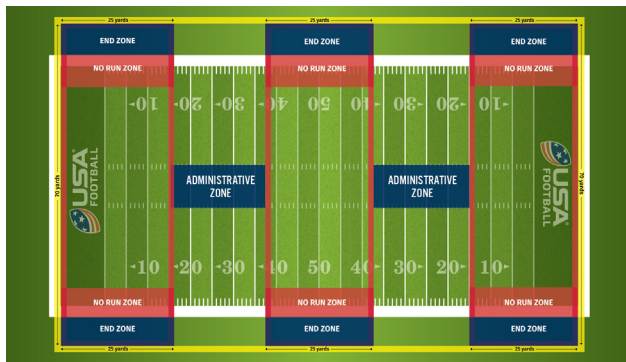 25 yards 25 yards 25 yards
END ZONE END ZONE END ZONE
NO RUN ZONE NO RUN ZONE NO RUN ZONE
10 20 30 40 50 40 30 20 10
USA
FOOTBALL
70 yards
ADMINISTRATIVE
ZONE
ADMINISTRATIVE
ZONE
USA
FOOTBALL
70 yards
10 20 30 40 50 40 30 20 10
NO RUN ZONE NO RUN ZONE NO RUN ZONE
END ZONE END ZONE END ZONE
25 yards 25 yards 25 yards